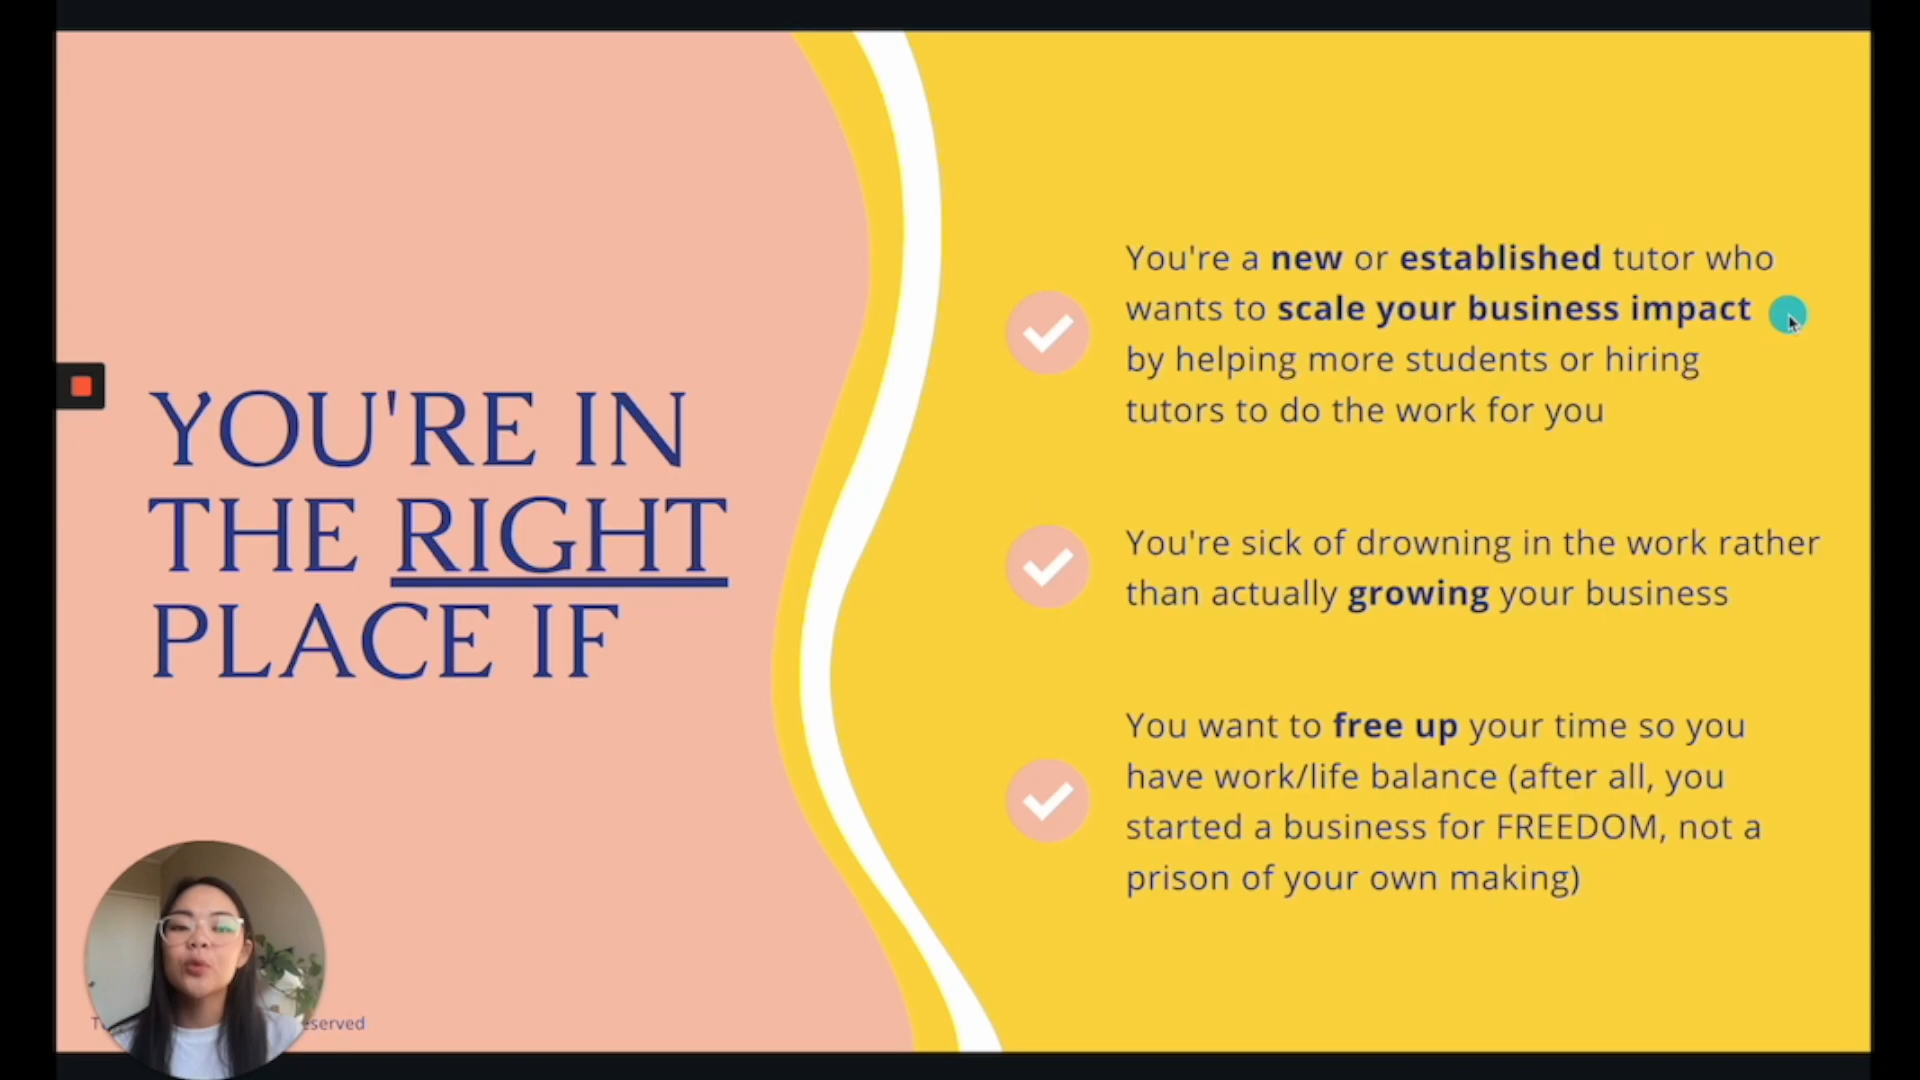 YOU'RE IN
THE RIGHT
PLACE IF
You're a new or established tutor who
wants to scale your business impact
by helping more students or hiring
tutors to do the work for you
You're sick of drowning in the work rather
than actually growing your business
You want to free up your time so you
have work/life balance (after all, you
started a business for FREEDOM, not a
prison of your own making)